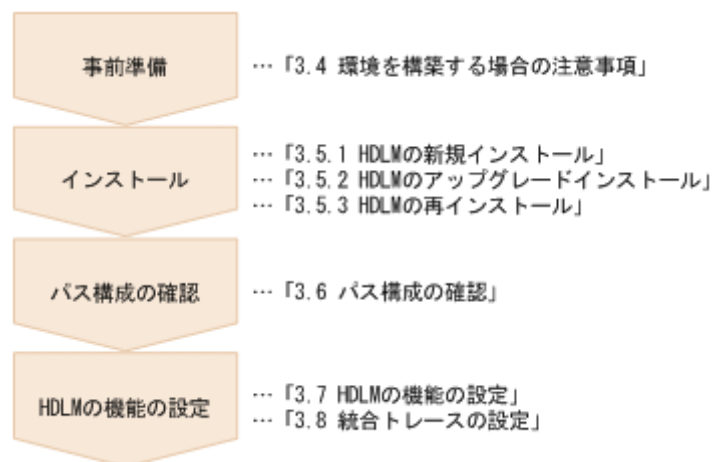 事前準備 … 「3.4 環境を構築する場合の注意事項」
インストール
… 「3.5.1 HDLMの新規インストール」
… 「3.5.2 HDLMのアップグレードインストール」
… 「3.5.3 HDLMの再インストール」
パス構成の確認 … 「3.6 パス構成の確認」
HDLMの機能の設定
… 「3.7 HDLMの機能の設定」
… 「3.8 統合トレースの設定」